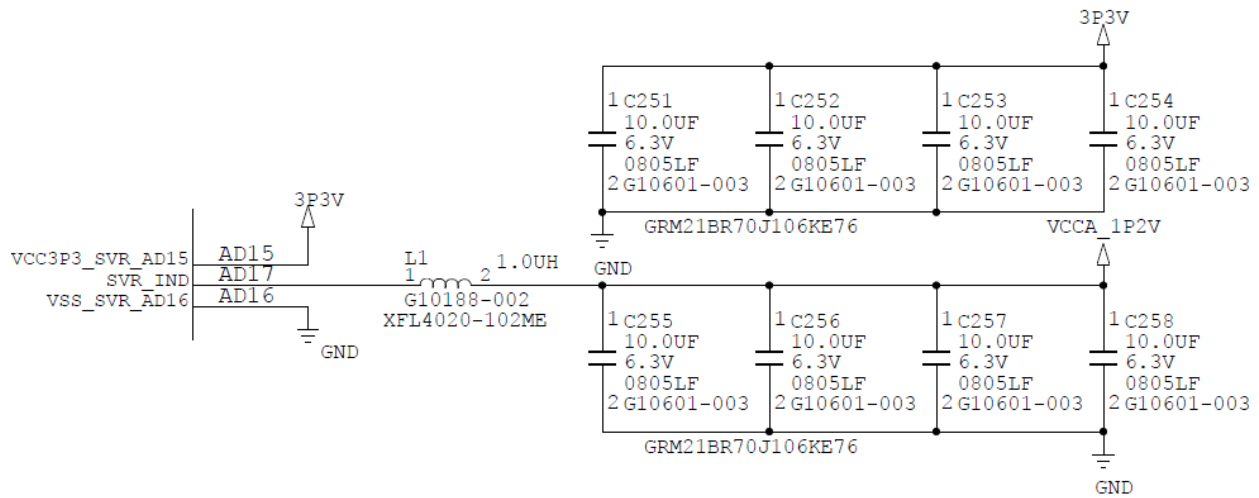 3P3V
1 C251
10.0UF
6.3V
0805LF
2 G10601-003
1 C252
10.0UF
6.3V
0805LF
2 G10601-003
1 C253
10.0UF
6.3V
0805LF
2 G10601-003
1 C254
10.0UF
6.3V
0805LF
2 G10601-003
GRM21BR70J106KE76
GND
3P3V
VCC3P3_SVR_AD15
AD15
SVR_IND
AD17
VSS_SVR_AD16
AD16
GND
L1
1
2
1.0UH
G10188-002
XFL4020-102ME
VCCA_1P2V
1 C255
10.0UF
6.3V
0805LF
2 G10601-003
1 C256
10.0UF
6.3V
0805LF
2 G10601-003
1 C257
10.0UF
6.3V
0805LF
2 G10601-003
1 C258
10.0UF
6.3V
0805LF
2 G10601-003
GRM21BR70J106KE76
GND